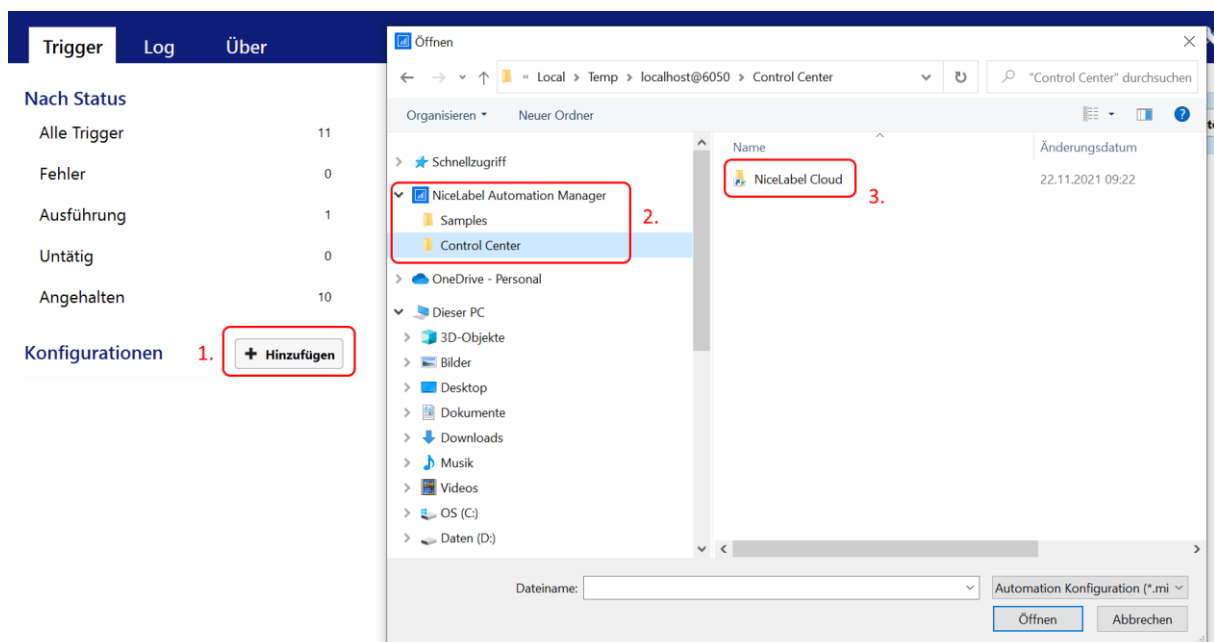 Trigger Log Über
Nach Status
Alle Trigger 11
Fehler 0
Ausführung 1
Untätig 0
Angehalten 10
Konfigurationen 1. + Hinzufügen
Öffnen
« Local > Temp > localhost@6050 > Control Center
"Control Center" durchsuchen
Organisieren Neuer Ordner
Schnellzugriff
NiceLabel Automation Manager
Samples
Control Center
2.
OneDrive - Personal
Dieser PC
3D-Objekte
Bilder
Desktop
Dokumente
Downloads
Musik
Videos
OS (C:)
Daten (D:)
Name Änderungsdatum
NiceLabel Cloud 22.11.2021 09:22
3.
Dateiname: Automation Konfiguration (*.mi
Öffnen Abbrechen